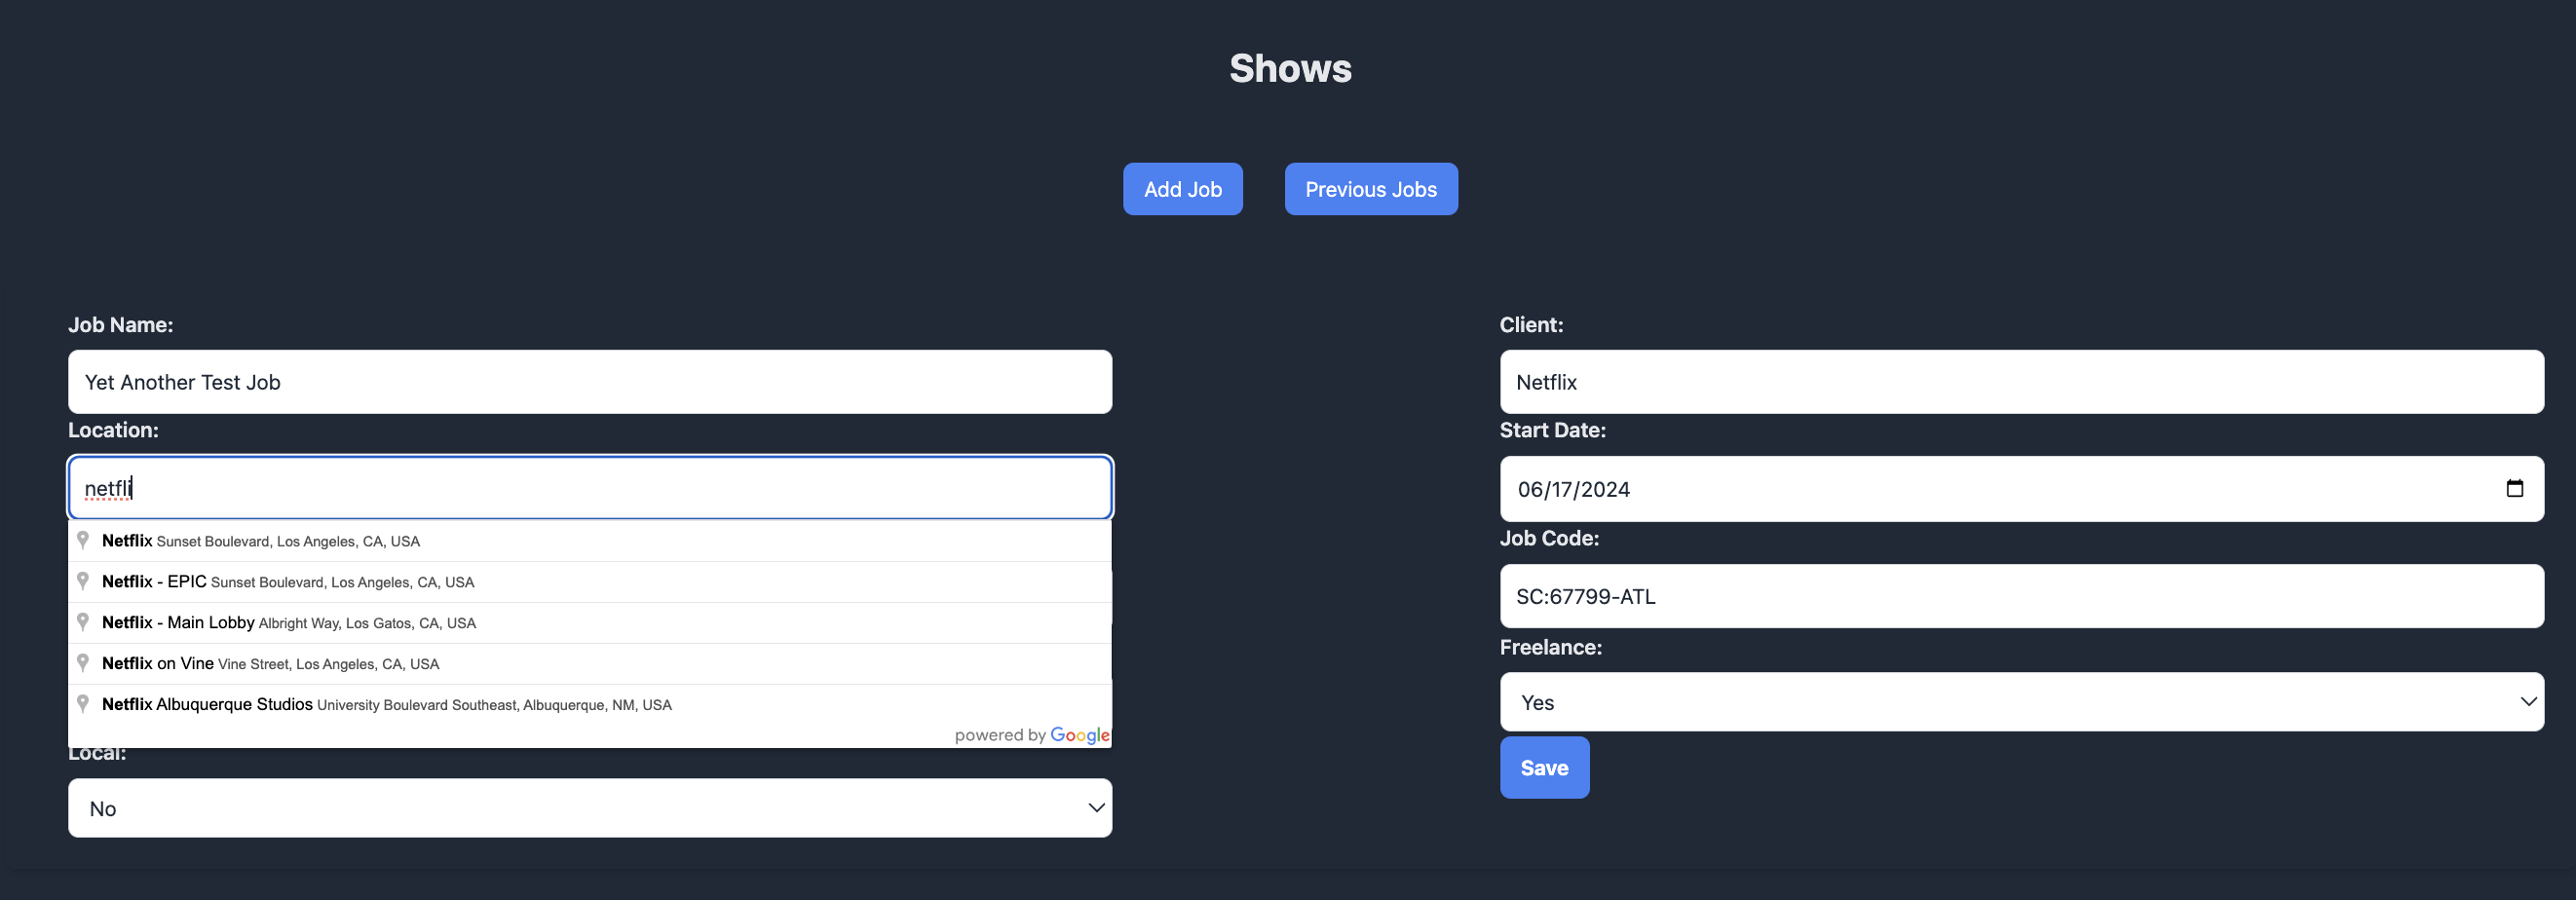 Shows
Add Job
Previous Jobs
Job Name:
Yet Another Test Job
Location:
netfli
Netflix Sunset Boulevard, Los Angeles, CA, USA
Netflix - EPIC Sunset Boulevard, Los Angeles, CA, USA
Netflix - Main Lobby Albright Way, Los Gatos, CA, USA
Netflix on Vine Vine Street, Los Angeles, CA, USA
Netflix Albuquerque Studios University Boulevard Southeast, Albuquerque, NM, USA
powered by Google
Local:
No
Client:
Netflix
Start Date:
06/17/2024
Job Code:
SC:67799-ATL
Freelance:
Yes
Save